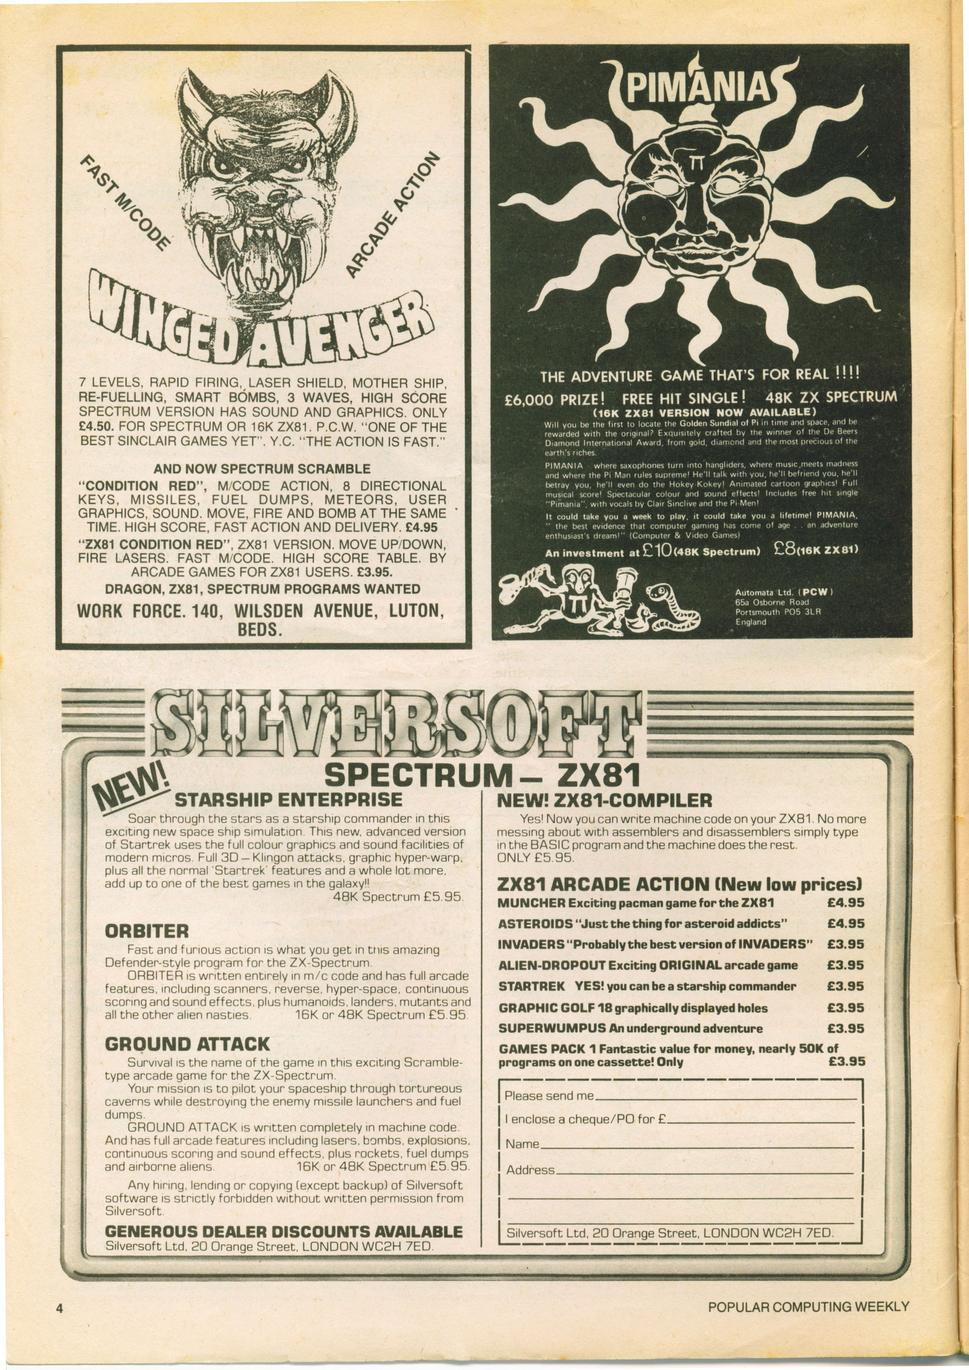 FAST M/CODE
ARCADE ACTION
WINGED AVENGER
7 LEVELS, RAPID FIRING, LASER SHIELD, MOTHER SHIP,
RE-FUELLING, SMART BOMBS, 3 WAVES, HIGH SCORE
SPECTRUM VERSION HAS SOUND AND GRAPHICS. ONLY
£4.50. FOR SPECTRUM OR 16K ZX81. P.C.W. "ONE OF THE
BEST SINCLAIR GAMES YET". Y.C. "THE ACTION IS FAST."
AND NOW SPECTRUM SCRAMBLE
"CONDITION RED", M/CODE ACTION, 8 DIRECTIONAL
KEYS, MISSILES, FUEL DUMPS, METEORS, USER
GRAPHICS, SOUND. MOVE, FIRE AND BOMB AT THE SAME
TIME. HIGH SCORE, FAST ACTION AND DELIVERY. £4.95
"ZX81 CONDITION RED", ZX81 VERSION. MOVE UP/DOWN,
FIRE LASERS. FAST M/CODE. HIGH SCORE TABLE. BY
ARCADE GAMES FOR ZX81 USERS. £3.95.
DRAGON, ZX81, SPECTRUM PROGRAMS WANTED
WORK FORCE. 140, WILSDEN AVENUE, LUTON,
BEDS.
PIMANIA
π
THE ADVENTURE GAME THAT'S FOR REAL !!!!
£6,000 PRIZE! FREE HIT SINGLE! 48K ZX SPECTRUM
(16K ZX81 VERSION NOW AVAILABLE)
Will you be the first to locate the Golden Sundial of Pi in time and space, and be
rewarded with the original? Exquisitely crafted by the winner of the De Beers
Diamond International Award, from gold, diamond and the most precious of the
earth's riches.
PIMANIA where saxophones turn into hangliders, where music meets madness
and where the Pi Man rules supreme! He'll talk with you, he'll befriend you, he'll
betray you, he'll even do the Hokey-Kokey! Animated cartoon graphics! Full
musical score! Spectacular colour and sound effects! Includes free hit single
"Pimania", with vocals by Clair Sinclive and the Pi-Men!
It could take you a week to play, it could take you a lifetime! PIMANIA,
" the best evidence that computer gaming has come of age . . an adventure
enthusiast's dream!" (Computer & Video Games)
An investment at £10 (48K Spectrum) £8 (16K ZX81)
π
Automata Ltd. (PCW)
65a Osborne Road
Portsmouth PO5 3LR
England
SILVERSOFT
SPECTRUM — ZX81
NEW!
STARSHIP ENTERPRISE
Soar through the stars as a starship commander in this
exciting new space ship simulation. This new, advanced version
of Startrek uses the full colour graphics and sound facilities of
modern micros. Full 3D — Klingon attacks, graphic hyper-warp,
plus all the normal 'Startrek' features and a whole lot more,
add up to one of the best games in the galaxy!!
48K Spectrum £5.95.
ORBITER
Fast and furious action is what you get in this amazing
Defender-style program for the ZX-Spectrum.
ORBITER is written entirely in m/c code and has full arcade
features, including scanners, reverse, hyper-space, continuous
scoring and sound effects, plus humanoids, landers, mutants and
all the other alien nasties. 16K or 48K Spectrum £5.95.
GROUND ATTACK
Survival is the name of the game in this exciting Scramble-
type arcade game for the ZX-Spectrum.
Your mission is to pilot your spaceship through tortureous
caverns while destroying the enemy missile launchers and fuel
dumps.
GROUND ATTACK is written completely in machine code.
And has full arcade features including lasers, bombs, explosions,
continuous scoring and sound effects, plus rockets, fuel dumps
and airborne aliens. 16K or 48K Spectrum £5.95.
Any hiring, lending or copying (except backup) of Silversoft
software is strictly forbidden without written permission from
Silversoft.
GENEROUS DEALER DISCOUNTS AVAILABLE
Silversoft Ltd, 20 Orange Street, LONDON WC2H 7ED.
NEW! ZX81-COMPILER
Yes! Now you can write machine code on your ZX81. No more
messing about with assemblers and disassemblers simply type
in the BASIC program and the machine does the rest.
ONLY £5.95.
ZX81 ARCADE ACTION (New low prices)
MUNCHER Exciting pacman game for the ZX81 £4.95
ASTEROIDS "Just the thing for asteroid addicts" £4.95
INVADERS "Probably the best version of INVADERS" £3.95
ALIEN-DROPOUT Exciting ORIGINAL arcade game £3.95
STARTREK YES! you can be a starship commander £3.95
GRAPHIC GOLF 18 graphically displayed holes £3.95
SUPERWUMPUS An underground adventure £3.95
GAMES PACK 1 Fantastic value for money, nearly 50K of
programs on one cassette! Only £3.95
Please send me
I enclose a cheque/PO for £
Name
Address
Silversoft Ltd, 20 Orange Street, LONDON WC2H 7ED.
4
POPULAR COMPUTING WEEKLY